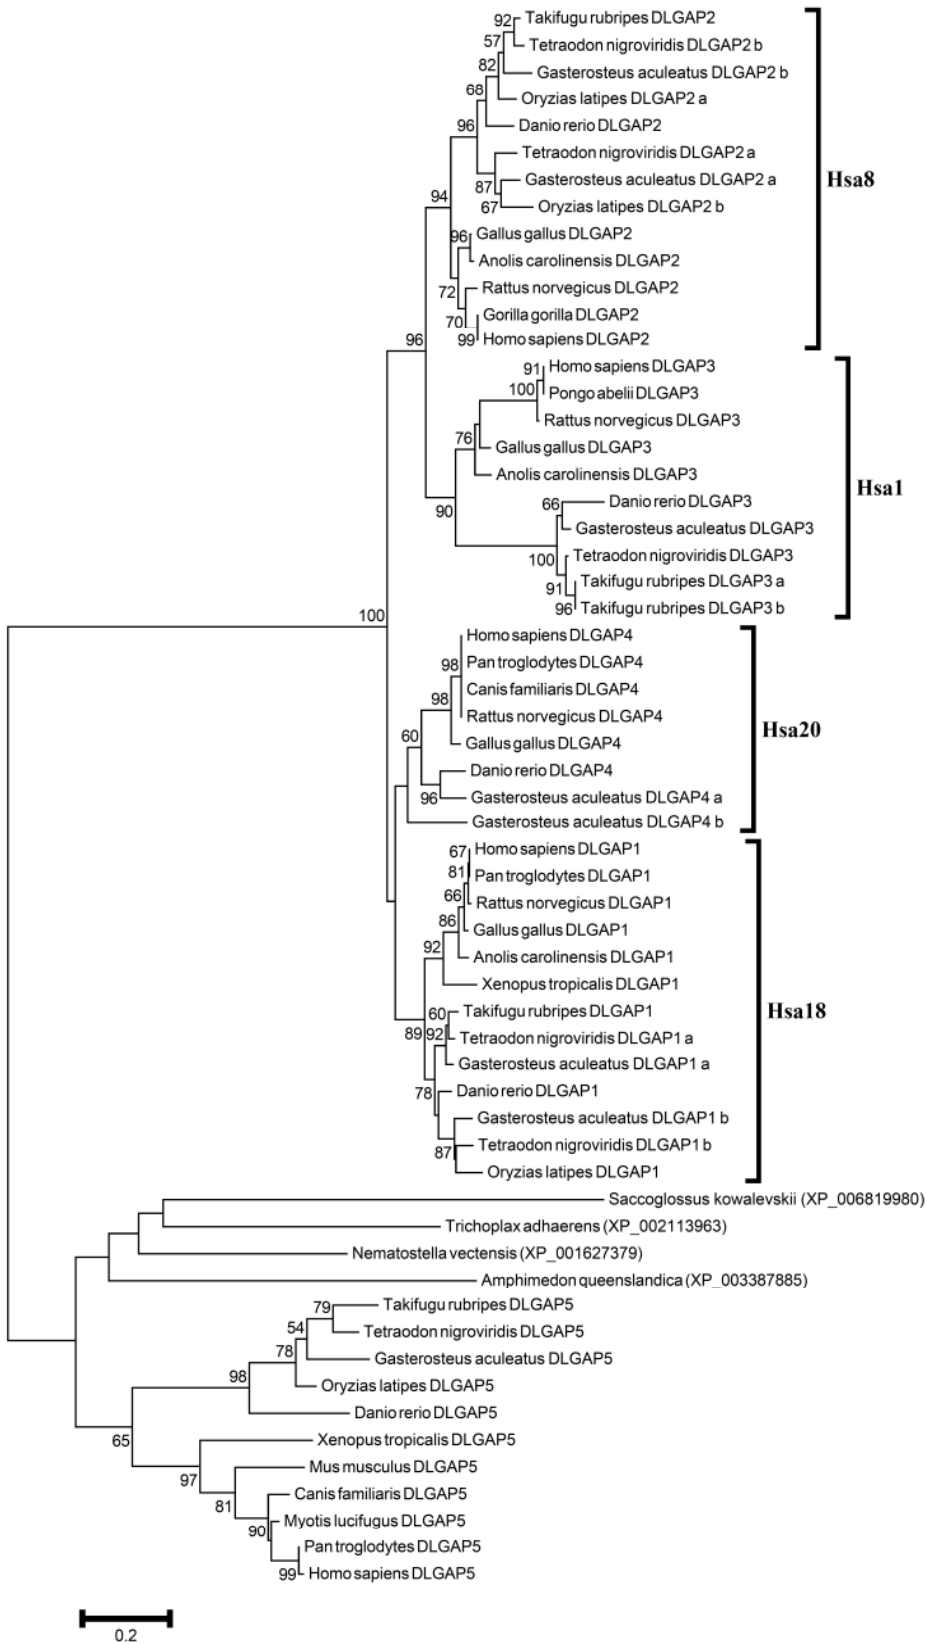 92
Takifugu rubripes DLGAP2
57
Tetraodon nigroviridis DLGAP2 b
82
Gasterosteus aculeatus DLGAP2 b
68
Oryzias latipes DLGAP2 a
96
Danio rerio DLGAP2
Tetraodon nigroviridis DLGAP2 a
87
Gasterosteus aculeatus DLGAP2 a
Hsa8
67
Oryzias latipes DLGAP2 b
94
96
Gallus gallus DLGAP2
Anolis carolinensis DLGAP2
72
Rattus norvegicus DLGAP2
70
Gorilla gorilla DLGAP2
96
99
Homo sapiens DLGAP2
91
Homo sapiens DLGAP3
100
Pongo abelii DLGAP3
Rattus norvegicus DLGAP3
76
Gallus gallus DLGAP3
Anolis carolinensis DLGAP3
Hsa1
90
66
Danio rerio DLGAP3
Gasterosteus aculeatus DLGAP3
100
Tetraodon nigroviridis DLGAP3
91
Takifugu rubripes DLGAP3 a
96
Takifugu rubripes DLGAP3 b
100
Homo sapiens DLGAP4
98
Pan troglodytes DLGAP4
Canis familiaris DLGAP4
98
Rattus norvegicus DLGAP4
Hsa20
60
Gallus gallus DLGAP4
Danio rerio DLGAP4
96
Gasterosteus aculeatus DLGAP4 a
Gasterosteus aculeatus DLGAP4 b
67
Homo sapiens DLGAP1
81
Pan troglodytes DLGAP1
66
Rattus norvegicus DLGAP1
86
Gallus gallus DLGAP1
92
Anolis carolinensis DLGAP1
Xenopus tropicalis DLGAP1
Hsa18
60
Takifugu rubripes DLGAP1
89
92
Tetraodon nigroviridis DLGAP1 a
Gasterosteus aculeatus DLGAP1 a
78
Danio rerio DLGAP1
Gasterosteus aculeatus DLGAP1 b
87
Tetraodon nigroviridis DLGAP1 b
Oryzias latipes DLGAP1
Saccoglossus kowalevskii (XP_006819980)
Trichoplax adhaerens (XP_002113963)
Nematostella vectensis (XP_001627379)
Amphimedon queenslandica (XP_003387885)
79
Takifugu rubripes DLGAP5
54
Tetraodon nigroviridis DLGAP5
78
Gasterosteus aculeatus DLGAP5
98
Oryzias latipes DLGAP5
Danio rerio DLGAP5
65
Xenopus tropicalis DLGAP5
97
Mus musculus DLGAP5
81
Canis familiaris DLGAP5
90
Myotis lucifugus DLGAP5
Pan troglodytes DLGAP5
99
Homo sapiens DLGAP5
0.2